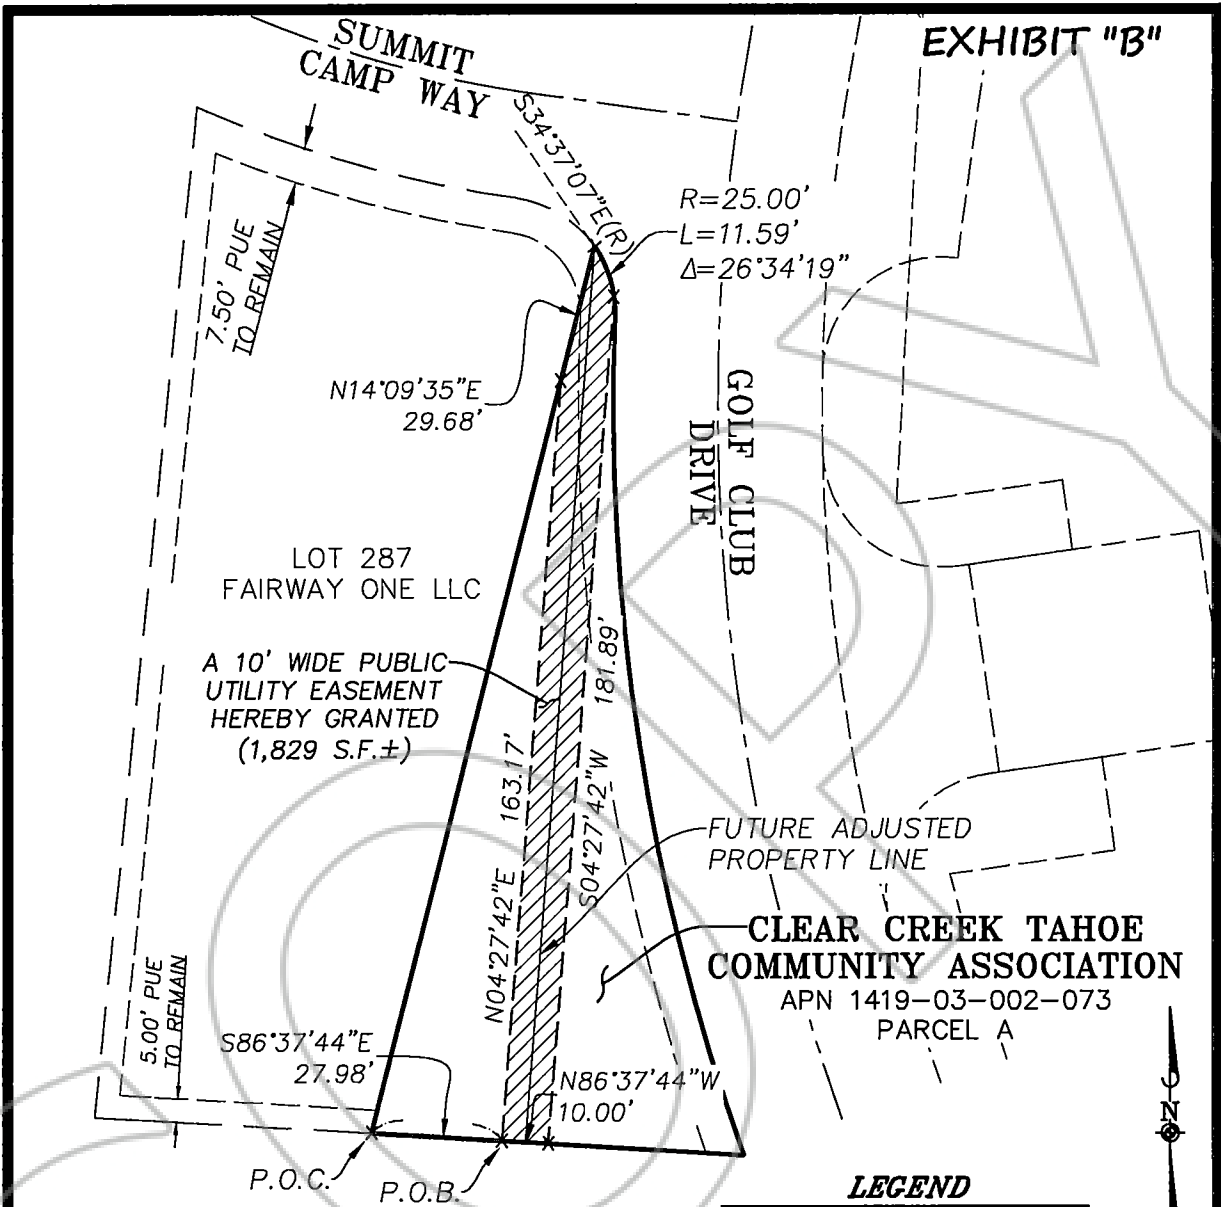 EXHIBIT "B"
SUMMIT
CAMP WAY
S34°37'07"E(R)
R=25.00'
L=11.59'
Δ=26°34'19"
7.50' PUE
TO REMAIN
N14°09'35"E
29.68'
GOLF CLUB
DRIVE
LOT 287
FAIRWAY ONE LLC
A 10' WIDE PUBLIC
UTILITY EASEMENT
HEREBY GRANTED
(1,829 S.F.±)
181.89'
163.17'
S04°27'42"W
N04°27'42"E
FUTURE ADJUSTED
PROPERTY LINE
CLEAR CREEK TAHOE
COMMUNITY ASSOCIATION
APN 1419-03-002-073
PARCEL A
5.00' PUE
TO REMAIN
S86°37'44"E
27.98'
N86°37'44"W
10.00'
N
P.O.C.
P.O.B.
LEGEND
COPY